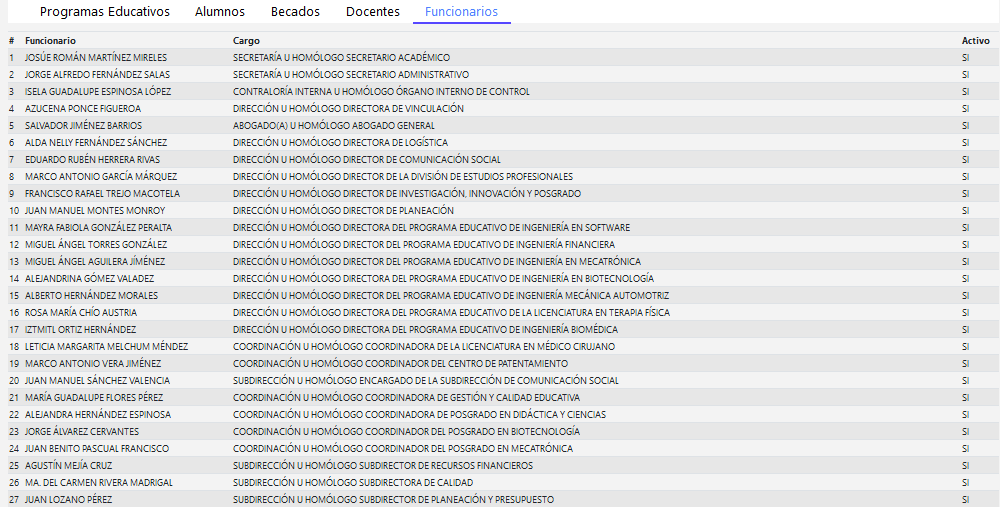 Programas Educativos Alumnos Becados Docentes Funcionarios
# Funcionario Cargo Activo
1 JOSÚE ROMÁN MARTÍNEZ MIRELES SECRETARÍA U HOMÓLOGO SECRETARIO ACADÉMICO SI
2 JORGE ALFREDO FERNÁNDEZ SALAS SECRETARÍA U HOMÓLOGO SECRETARIO ADMINISTRATIVO SI
3 ISELA GUADALUPE ESPINOSA LÓPEZ CONTRALORÍA INTERNA U HOMÓLOGO ÓRGANO INTERNO DE CONTROL SI
4 AZUCENA PONCE FIGUEROA DIRECCIÓN U HOMÓLOGO DIRECTORA DE VINCULACIÓN SI
5 SALVADOR JIMÉNEZ BARRIOS ABOGADO(A) U HOMÓLOGO ABOGADO GENERAL SI
6 ALDA NELLY FERNÁNDEZ SÁNCHEZ DIRECCIÓN U HOMÓLOGO DIRECTORA DE LOGÍSTICA SI
7 EDUARDO RUBÉN HERRERA RIVAS DIRECCIÓN U HOMÓLOGO DIRECTOR DE COMUNICACIÓN SOCIAL SI
8 MARCO ANTONIO GARCÍA MÁRQUEZ DIRECCIÓN U HOMÓLOGO DIRECTOR DE LA DIVISIÓN DE ESTUDIOS PROFESIONALES SI
9 FRANCISCO RAFAEL TREJO MACOTELA DIRECCIÓN U HOMÓLOGO DIRECTOR DE INVESTIGACIÓN, INNOVACIÓN Y POSGRADO SI
10 JUAN MANUEL MONTES MONROY DIRECCIÓN U HOMÓLOGO DIRECTOR DE PLANEACIÓN SI
11 MAYRA FABIOLA GONZÁLEZ PERALTA DIRECCIÓN U HOMÓLOGO DIRECTOR DEL PROGRAMA EDUCATIVO DE INGENIERÍA EN SOFTWARE SI
12 MIGUEL ÁNGEL TORRES GONZÁLEZ DIRECCIÓN U HOMÓLOGO DIRECTOR DEL PROGRAMA EDUCATIVO DE INGENIERÍA FINANCIERA SI
13 MIGUEL ÁNGEL AGUILERA JÍMÉNEZ DIRECCIÓN U HOMÓLOGO DIRECTOR DEL PROGRAMA EDUCATIVO DE INGENIERÍA EN MECATRÓNICA SI
14 ALEJANDRINA GÓMEZ VALADEZ DIRECCIÓN U HOMÓLOGO DIRECTOR DEL PROGRAMA EDUCATIVO DE INGENIERÍA EN BIOTECNOLOGÍA SI
15 ALBERTO HERNÁNDEZ MORALES DIRECCIÓN U HOMÓLOGO DIRECTOR DEL PROGRAMA EDUCATIVO DE INGENIERÍA MECÁNICA AUTOMOTRIZ SI
16 ROSA MARÍA CHÍO AUSTRIA DIRECCIÓN U HOMÓLOGO DIRECTOR DEL PROGRAMA EDUCATIVO DE LA LICENCIATURA EN TERAPIA FÍSICA SI
17 IZTMITL ORTIZ HERNÁNDEZ DIRECCIÓN U HOMÓLOGO DIRECTOR DEL PROGRAMA EDUCATIVO DE INGENIERÍA BIOMÉDICA SI
18 LETICIA MARGARITA MELCHUM MÉNDEZ COORDINACIÓN U HOMÓLOGO COORDINADORA DE LA LICENCIATURA EN MÉDICO CIRUJANO SI
19 MARCO ANTONIO VERA JIMÉNEZ COORDINACIÓN U HOMÓLOGO COORDINADOR DEL CENTRO DE PATENTAMIENTO SI
20 JUAN MANUEL SÁNCHEZ VALENCIA SUBDIRECCIÓN U HOMÓLOGO ENCARGADO DE LA SUBDIRECCIÓN DE COMUNICACIÓN SOCIAL SI
21 MARÍA GUADALUPE FLORES PÉREZ COORDINACIÓN U HOMÓLOGO COORDINADORA DE GESTIÓN Y CALIDAD EDUCATIVA SI
22 ALEJANDRA HERNÁNDEZ ESPINOSA COORDINACIÓN U HOMÓLOGO COORDINADORA DE POSGRADO EN DIDÁCTICA Y CIENCIAS SI
23 JORGE ÁLVAREZ CERVANTES COORDINACIÓN U HOMÓLOGO COORDINADOR DEL POSGRADO EN BIOTECNOLOGÍA SI
24 JUAN BENITO PASCUAL FRANCISCO COORDINACIÓN U HOMÓLOGO COORDINADOR DEL POSGRADO EN MECATRÓNICA SI
25 AGUSTÍN MEJÍA CRUZ SUBDIRECCIÓN U HOMÓLOGO SUBDIRECTOR DE RECURSOS FINANCIEROS SI
26 MA. DEL CARMEN RIVERA MADRIGAL SUBDIRECCIÓN U HOMÓLOGO SUBDIRECTORA DE CALIDAD SI
27 JUAN LOZANO PÉREZ SUBDIRECCIÓN U HOMÓLOGO SUBDIRECTOR DE PLANEACIÓN Y PRESUPUESTO SI